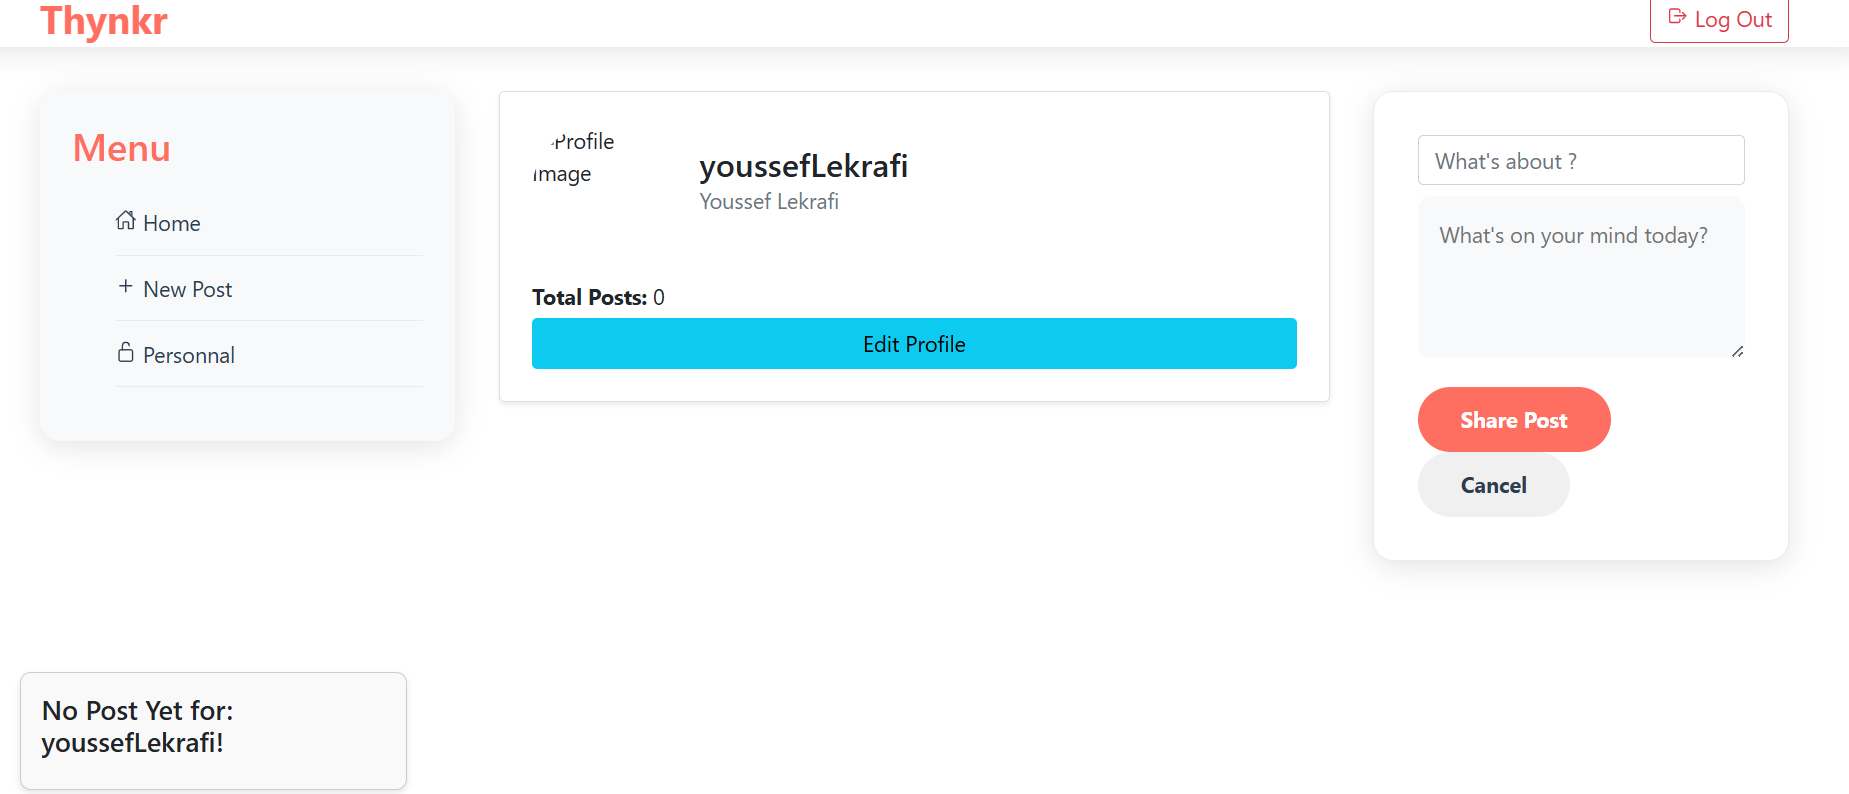 Thynkr
Log Out
Menu
Home
New Post
Personnal
Profile
image
youssefLekrafi
Youssef Lekrafi
Total Posts: 0
Edit Profile
What's about ?
What's on your mind today?
Share Post
Cancel
No Post Yet for:
youssefLekrafi!